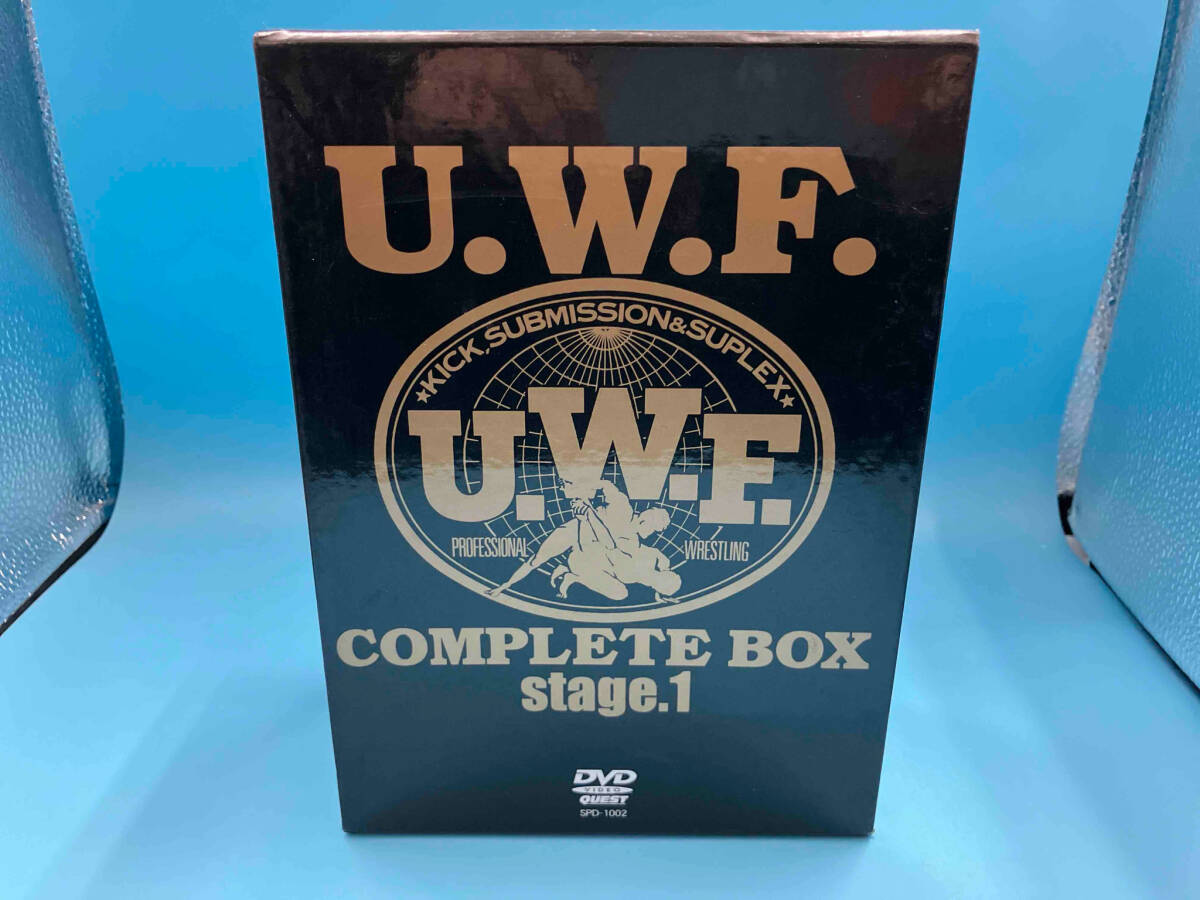 U.W.F.
★KICK,SUBMISSION&SUPLEX★
U.W.F.
PROFESSIONAL WRESTLING
COMPLETE BOX
stage.1
DVD
VIDEO
QUEST
SPD-1002